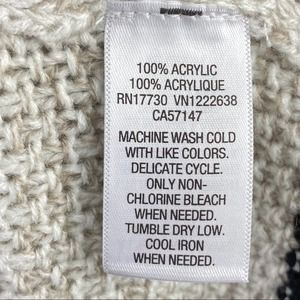 100% ACRYLIC
100% ACRYLIQUE
RN17730 VN1222638
CA57147
MACHINE WASH COLD
WITH LIKE COLORS.
DELICATE CYCLE.
ONLY NON-
CHLORINE BLEACH
WHEN NEEDED.
TUMBLE DRY LOW.
COOL IRON
WHEN NEEDED.